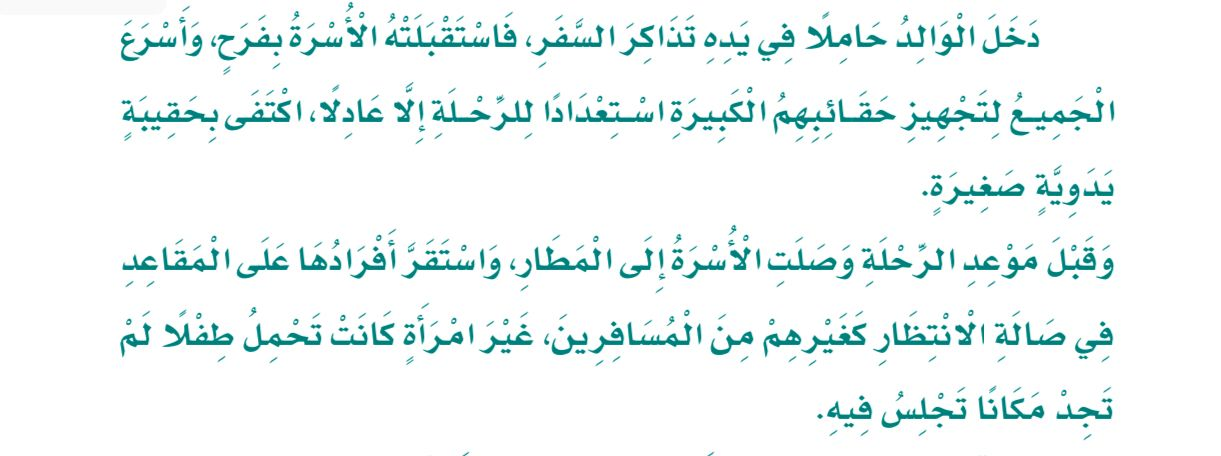 دَخَلَ الْوَالِدُ حَامِلًا فِي يَدِهِ تَذَاكِرَ السَّفَرِ، فَاسْتَقْبَلَتْهُ الْأُسْرَةُ بِفَرَحٍ، وَأَسْرَعَ
الْجَمِيعُ لِتَجْهِيزِ حَقَائِبِهِمُ الْكَبِيرَةِ اسْتِعْدَادًا لِلرِّحْلَةِ إِلَّا عَادِلًا، اكْتَفَى بِحَقِيبَةٍ
يَدَوِيَّةٍ صَغِيرَةٍ.
وَقَبْلَ مَوْعِدِ الرِّحْلَةِ وَصَلَتِ الْأُسْرَةُ إِلَى الْمَطَارِ، وَاسْتَقَرَّ أَفْرَادُهَا عَلَى الْمَقَاعِدِ
فِي صَالَةِ الْانْتِظَارِ كَغَيْرِهِمْ مِنَ الْمُسَافِرِينَ، غَيْرَ امْرَأَةٍ كَانَتْ تَحْمِلُ طِفْلًا لَمْ
تَجِدْ مَكَانًا تَجْلِسُ فِيهِ.